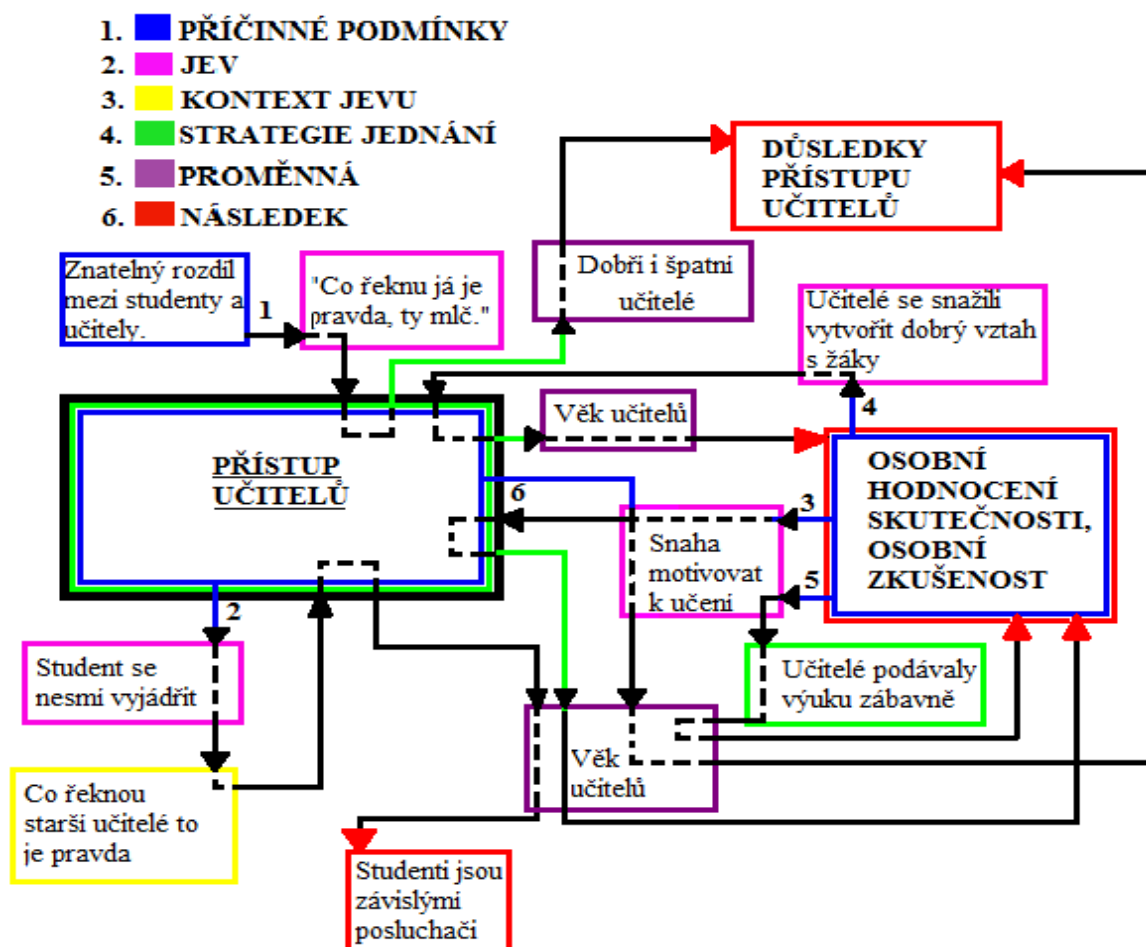 1. PŘÍČINNÉ PODMÍNKY
2. JEV
3. KONTEXT JEVU
4. STRATEGIE JEDNÁNÍ
5. PROMĚNNÁ
6. NÁSLEDEK
DŮSLEDKY
PŘÍSTUPU
UČITELŮ
Znatelný rozdíl
mezi studenty a
učitely.
1
"Co řeknu já je
pravda, ty mlč."
Dobří i špatní
učitelé
Učitelé se snažili
vytvořit dobrý vztah
s žáky
4
Věk učitelů
PŘÍSTUP
UČITELŮ
OSOBNÍ
HODNOCENÍ
SKUTEČNOSTI,
OSOBNÍ
ZKUŠENOST
6
3
Snaha
motivovat
k učení
5
2
Student se
nesmí vyjádřit
Učitelé podávaly
výuku zábavně
Věk
učitelů
Co řeknou
starší učitelé to
je pravda
Studenti jsou
závislými
posluchači